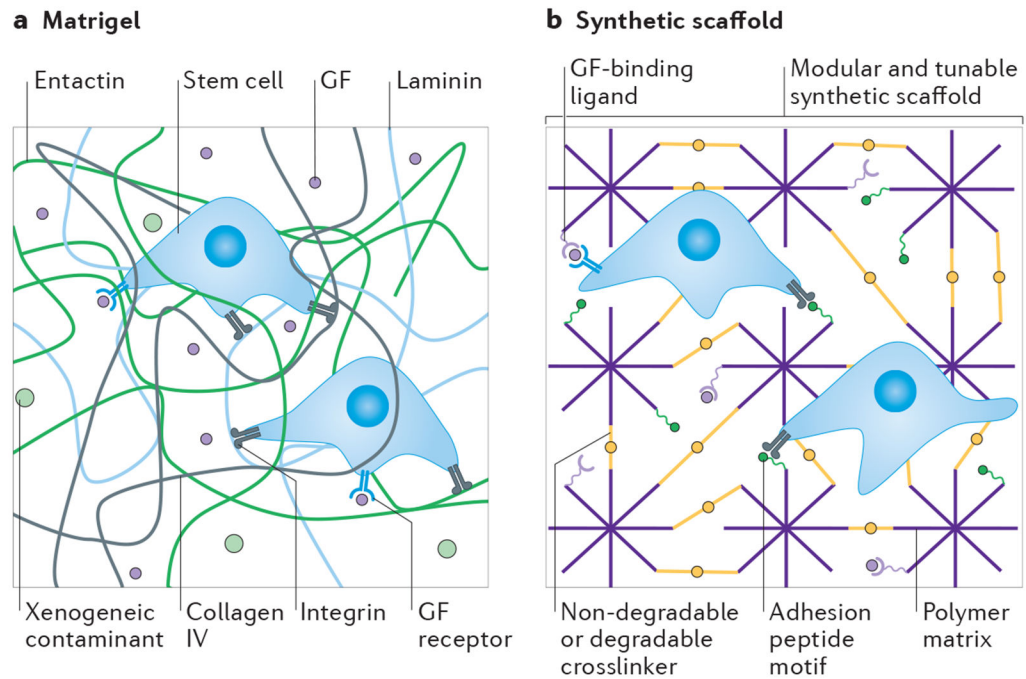 a Matrigel
Entactin
Stem cell
GF
Laminin
Xenogeneic
contaminant
Collagen
IV
Integrin
GF
receptor
b Synthetic scaffold
GF-binding
ligand
Modular and tunable
synthetic scaffold
Non-degradable
or degradable
crosslinker
Adhesion
peptide
motif
Polymer
matrix